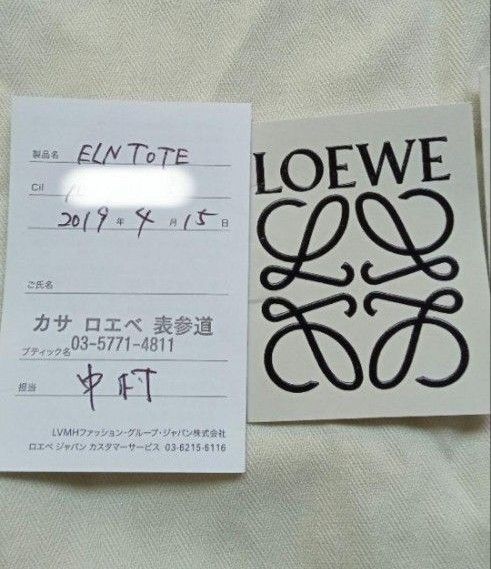 製品名 ELN TOTE
Cil
2019 年 4 月 15 日
ご氏名
カサ ロエベ 表参道
ブティック名 03-5771-4811
担当 中村
LVMHファッション・グループ・ジャパン株式会社
ロエベ ジャパン カスタマーサービス 03-6215-6116
LOEWE